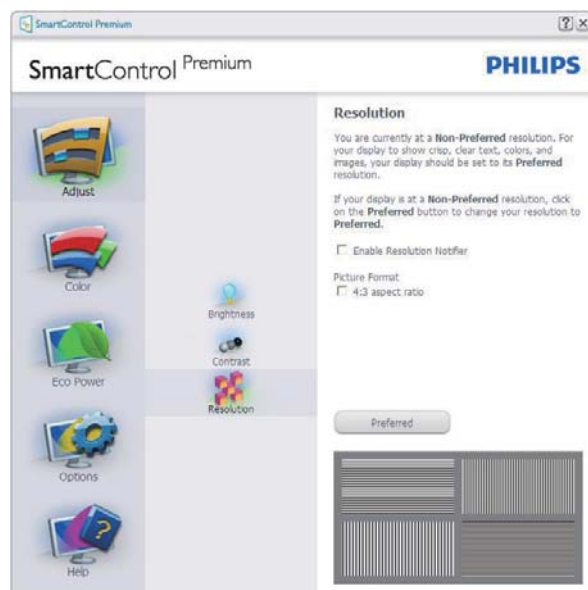 SmartControl Premium
SmartControl Premium
PHILIPS
Adjust
Color
Eco Power
Options
Help
Brightness
Contrast
Resolution
Resolution
You are currently at a Non-Preferred resolution. For
your display to show crisp, clear text, colors, and
images, your display should be set to its Preferred
resolution.
If your display is at a Non-Preferred resolution, click
on the Preferred button to change your resolution to
Preferred.
Enable Resolution Notifier
Picture Format
4:3 aspect ratio
Preferred